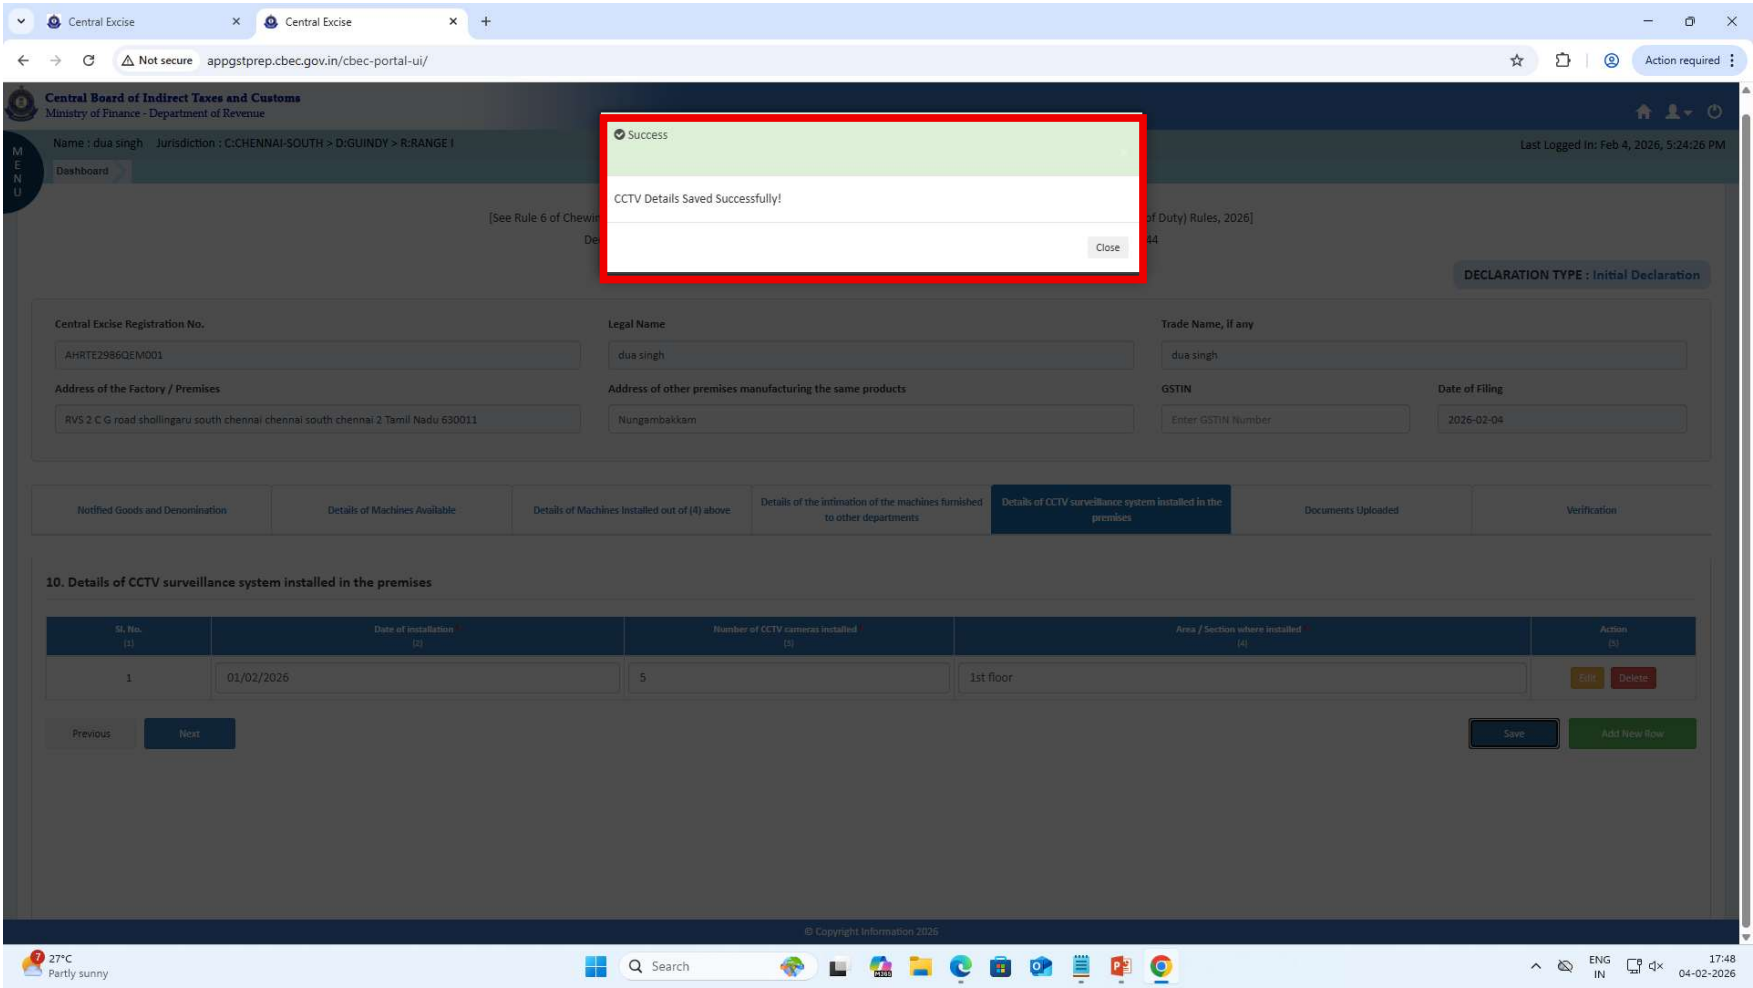 Central Excise
Central Excise
Not secure appgstprep.cbec.gov.in/cbec-portal-ui/
Action required
Central Board of Indirect Taxes and Customs
Ministry of Finance - Department of Revenue
MENU
Name : dua singh Jurisdiction : C:CHENNAI-SOUTH > D:GUINDY > R:RANGE I
Last Logged In: Feb 4, 2026, 5:24:26 PM
Dashboard
Success
CCTV Details Saved Successfully!
Close
[See Rule 6 of Chewin
of Duty) Rules, 2026]
De
44
DECLARATION TYPE : Initial Declaration
Central Excise Registration No.
Legal Name
Trade Name, if any
AHRTE2986QEM001
dua singh
dua singh
Address of the Factory / Premises
Address of other premises manufacturing the same products
GSTIN
Date of Filing
RVS 2 C G road shollingaru south chennai chennai south chennai 2 Tamil Nadu 630011
Nungambakkam
Enter GSTIN Number
2026-02-04
Notified Goods and Denomination
Details of Machines Available
Details of Machines Installed out of (4) above
Details of the intimation of the machines furnished
to other departments
Details of CCTV surveillance system installed in the
premises
Documents Uploaded
Verification
10. Details of CCTV surveillance system installed in the premises
Sl. No.
(1)
Date of installation *
(2)
Number of CCTV cameras installed *
(3)
Area / Section where installed *
(4)
Action
(5)
1
01/02/2026
5
1st floor
Edit
Delete
Previous
Next
Save
Add New Row
© Copyright Information 2026
7
27°C
Partly sunny
Search
M365
ENG
IN
17:48
04-02-2026